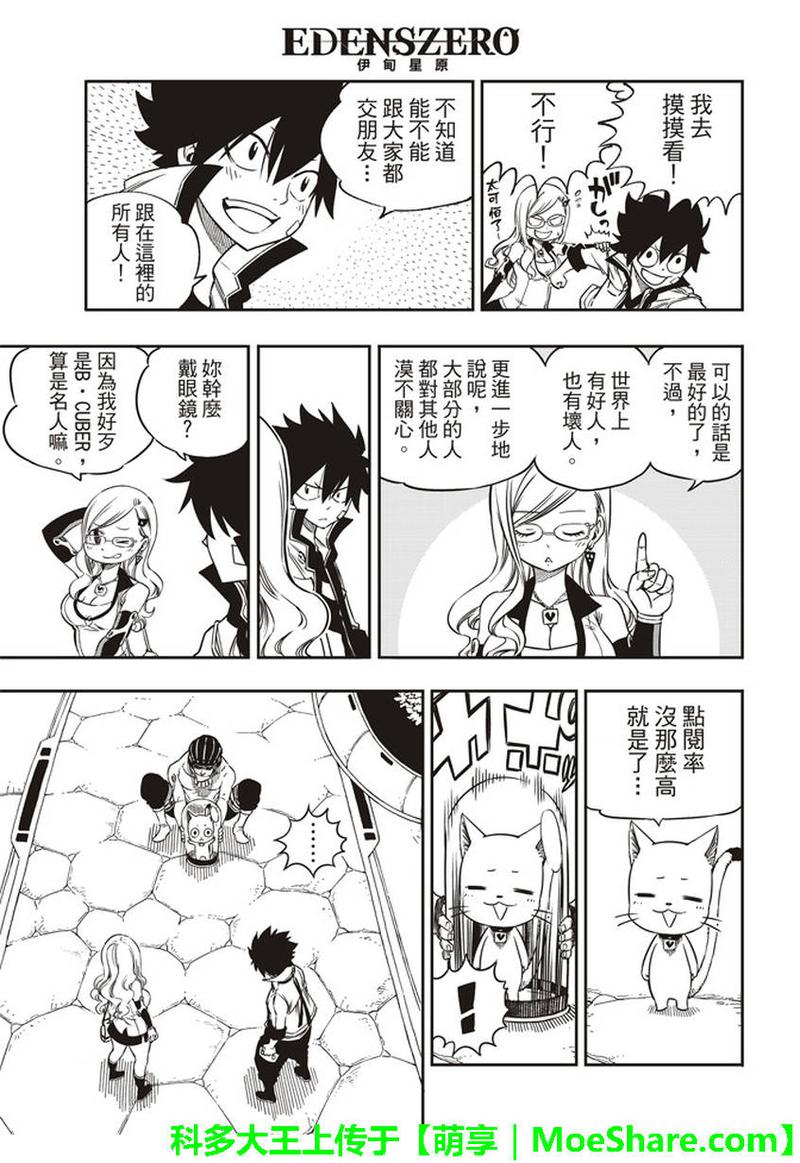 EDENSZERO
伊甸星原
我去
摸摸看！
不行！
ガシッ
太可怕了…
不知道
能不能
跟大家都
交朋友…
跟在這裡的
所有人！
可以的話是
最好的了，
不過，
世界上
有好人，
也有壞人。
更進一步地
說呢，
大部分的人
都對其他人
漠不關心。
妳幹麼
戴眼鏡？
因為我好歹
是B・CUBER，
算是名人嘛。
點閱率
沒那麼高
就是了…
！
……
科多大王上传于【萌享｜MoeShare.com】